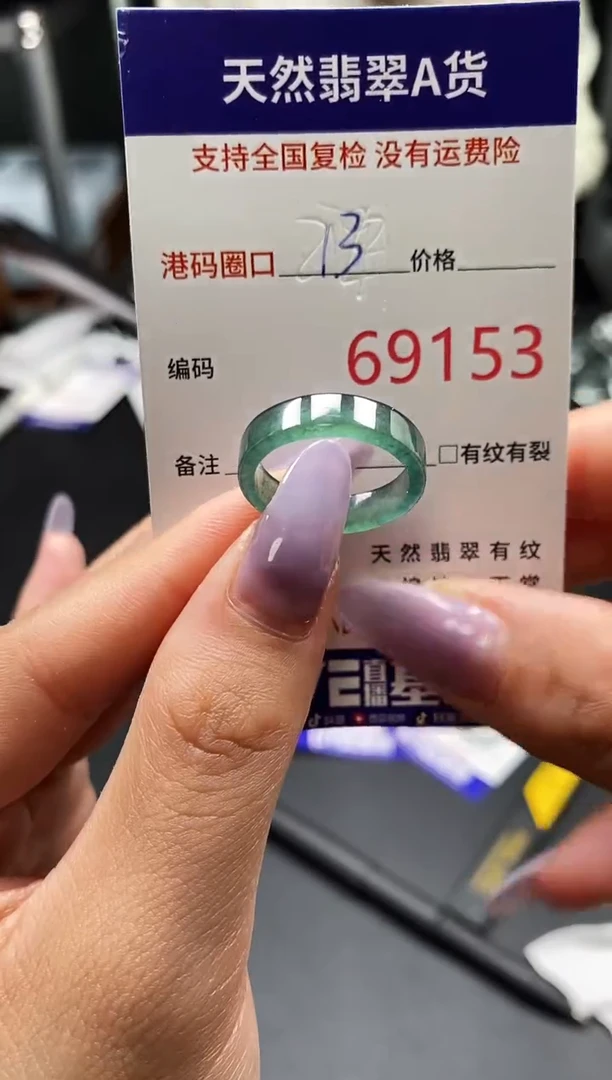 天然翡翠A货
支持全国复检 没有运费险
港码圈口 13 价格
编码 69153
备注 □有纹有裂
天然翡翠有纹